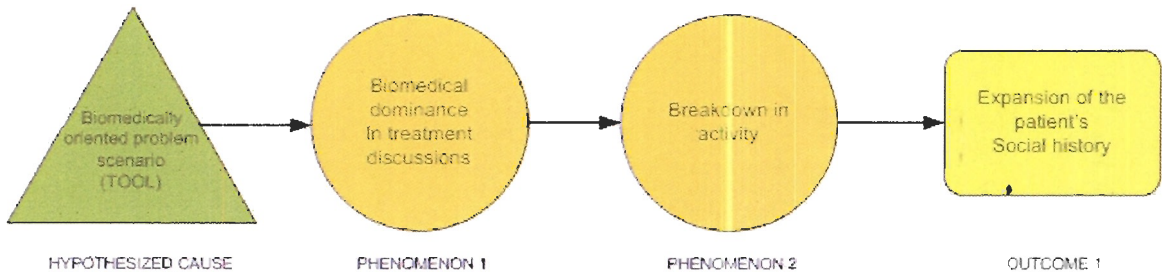 Biomedically
oriented problem
scenario
(TOOL)
Biomedical
dominance
In treatment
discussions
Breakdown in
activity
Expansion of the
patient's
Social history
HYPOTHESIZED CAUSE
PHENOMENON 1
PHENOMENON 2
OUTCOME 1